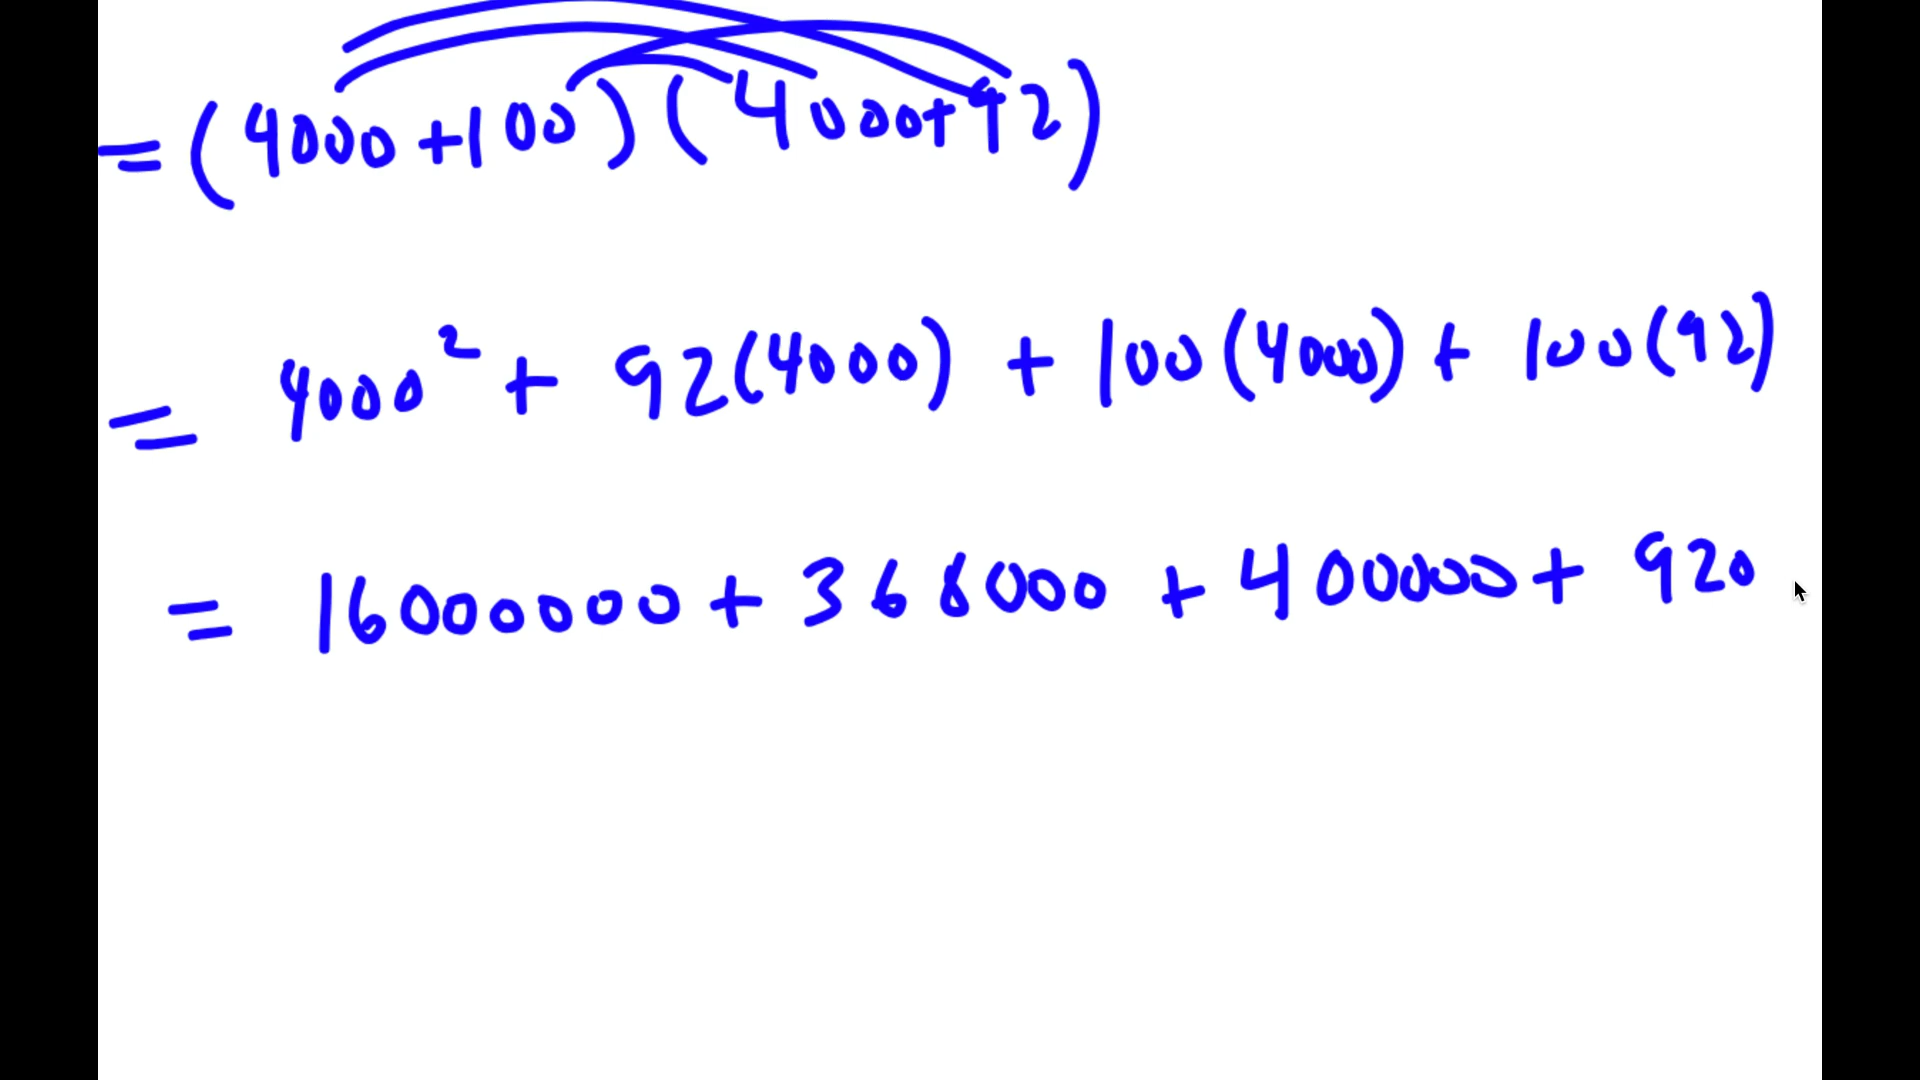 = (4000 + 100) (4000 + 92)
= 4000² + 92(4000) + 100(4000) + 100(92)
= 16000000 + 368000 + 400000 + 920